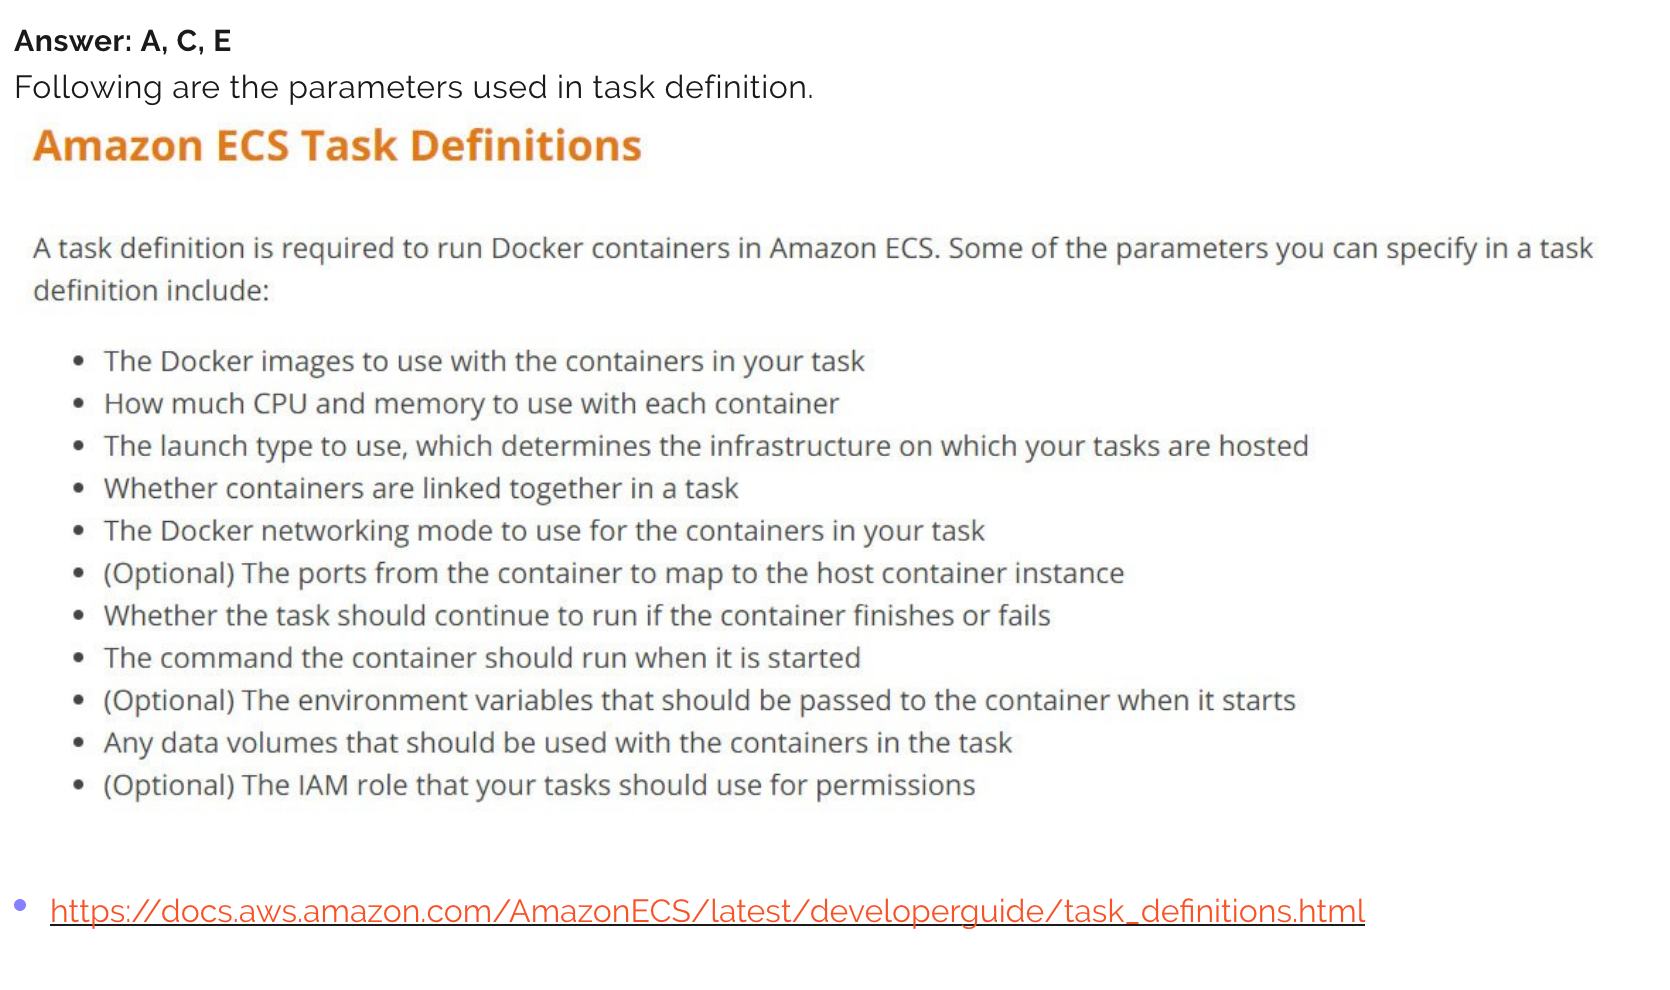 Answer: A, C, E
Following are the parameters used in task definition.
Amazon ECS Task Definitions
A task definition is required to run Docker containers in Amazon ECS. Some of the parameters you can specify in a task
definition include:
• The Docker images to use with the containers in your task
• How much CPU and memory to use with each container
• The launch type to use, which determines the infrastructure on which your tasks are hosted
• Whether containers are linked together in a task
• The Docker networking mode to use for the containers in your task
• (Optional) The ports from the container to map to the host container instance
• Whether the task should continue to run if the container finishes or fails
• The command the container should run when it is started
• (Optional) The environment variables that should be passed to the container when it starts
• Any data volumes that should be used with the containers in the task
• (Optional) The IAM role that your tasks should use for permissions
• https://docs.aws.amazon.com/AmazonECS/latest/developerguide/task_definitions.html